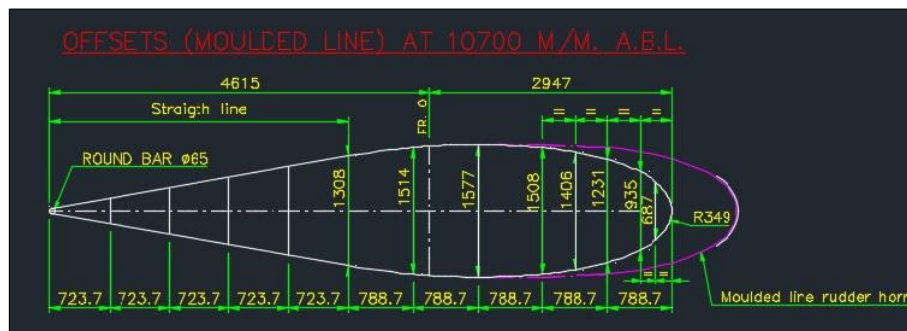 OFFSETS (MOULDED LINE) AT 10700 M/M. A.B.L.
4615
2947
Straigth line
FR. 0
= = = =
ROUND BAR ø65
1308
1514
1577
1508
1406
1231
935
687
R349
= =
723.7 723.7 723.7 723.7 723.7 788.7 788.7 788.7 788.7 788.7
Moulded line rudder horn